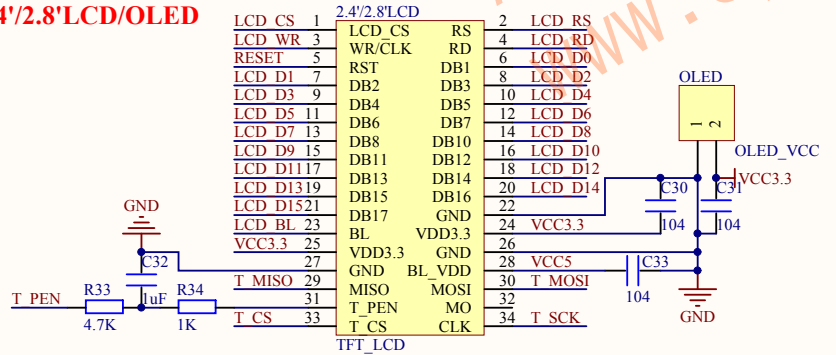 4'/2.8'LCD/OLED
2.4'/2.8'LCD
LCD_CS 1 LCD_CS RS 2 LCD_RS
LCD_WR 3 WR/CLK RD 4 LCD_RD
RESET 5 RST DB1 6 LCD_D0
LCD_D1 7 DB2 DB3 8 LCD_D2
LCD_D3 9 DB4 DB5 10 LCD_D4
LCD_D5 11 DB6 DB7 12 LCD_D6
LCD_D7 13 DB8 DB10 14 LCD_D8
LCD_D9 15 DB11 DB12 16 LCD_D10
LCD_D11 17 DB13 DB14 18 LCD_D12
LCD_D13 19 DB15 DB16 20 LCD_D14
LCD_D15 21 DB17 GND 22
LCD_BL 23 BL VDD3.3 24 VCC3.3
VCC3.3 25 VDD3.3 GND 26
27 GND BL_VDD 28 VCC5
T_MISO 29 MISO MOSI 30 T_MOSI
31 T_PEN MO 32
T_CS 33 T_CS CLK 34 T_SCK
TFT_LCD
OLED
1 2
OLED_VCC
VCC3.3
C30
104
C31
104
C33
104
GND
GND
C32
1uF
T_PEN
R33
4.7K
R34
1K
www.